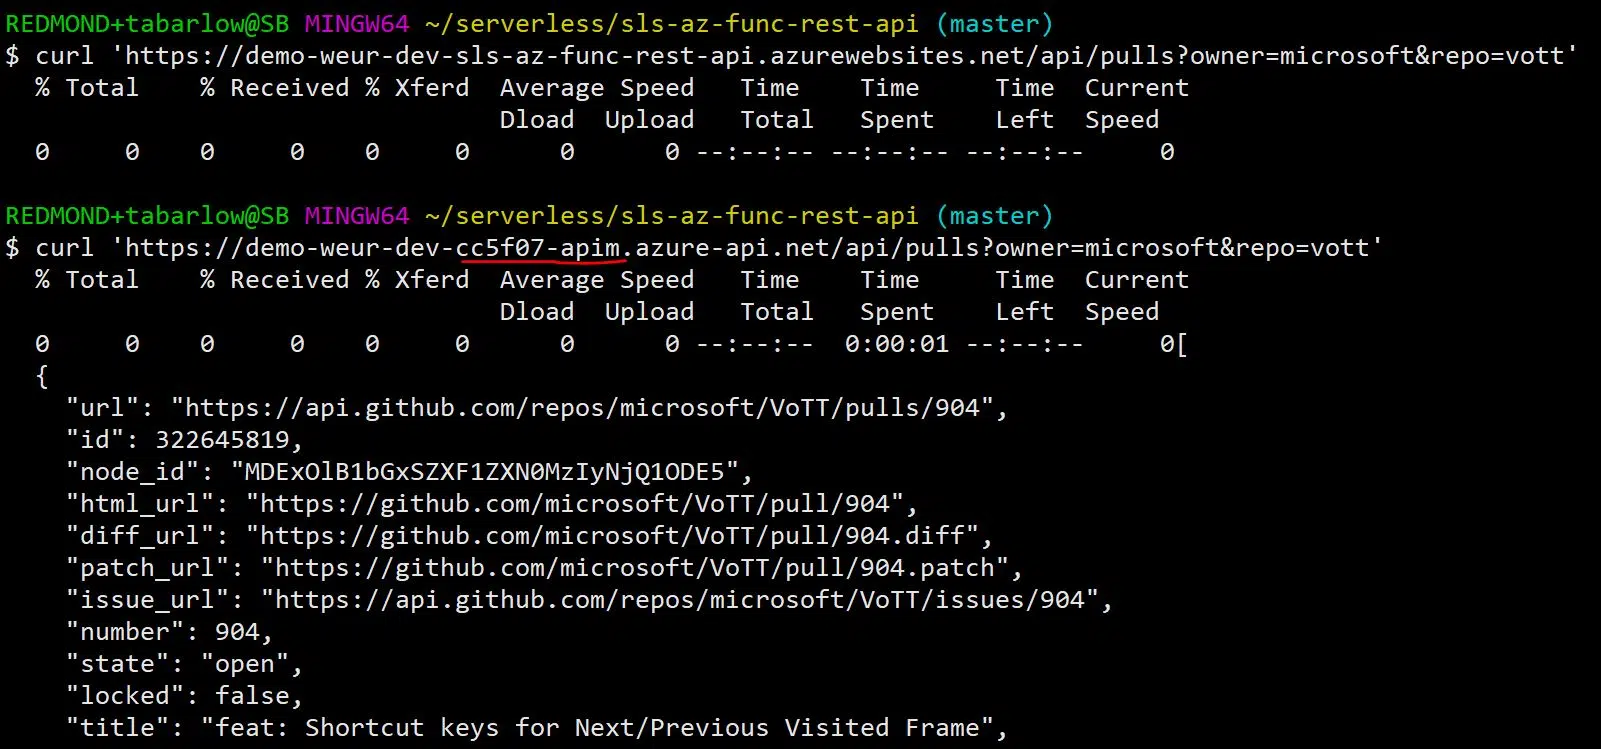 REDMOND+tabarlow@SB MINGW64 ~/serverless/sls-az-func-rest-api (master)
$ curl 'https://demo-weur-dev-sls-az-func-rest-api.azurewebsites.net/api/pulls?owner=microsoft&repo=vott'
  % Total    % Received % Xferd  Average Speed   Time    Time     Time  Current
                                 Dload  Upload   Total   Spent    Left  Speed
  0     0    0     0    0     0      0      0 --:--:-- --:--:-- --:--:--     0
REDMOND+tabarlow@SB MINGW64 ~/serverless/sls-az-func-rest-api (master)
$ curl 'https://demo-weur-dev-cc5f07-apim.azure-api.net/api/pulls?owner=microsoft&repo=vott'
  % Total    % Received % Xferd  Average Speed   Time    Time     Time  Current
                                 Dload  Upload   Total   Spent    Left  Speed
  0     0    0     0    0     0      0      0 --:--:--  0:00:01 --:--:--     0[
  {
    "url": "https://api.github.com/repos/microsoft/VoTT/pulls/904",
    "id": 322645819,
    "node_id": "MDExOlB1bGxSZXF1ZXN0MzIyNjQ1ODE5",
    "html_url": "https://github.com/microsoft/VoTT/pull/904",
    "diff_url": "https://github.com/microsoft/VoTT/pull/904.diff",
    "patch_url": "https://github.com/microsoft/VoTT/pull/904.patch",
    "issue_url": "https://api.github.com/repos/microsoft/VoTT/issues/904",
    "number": 904,
    "state": "open",
    "locked": false,
    "title": "feat: Shortcut keys for Next/Previous Visited Frame",